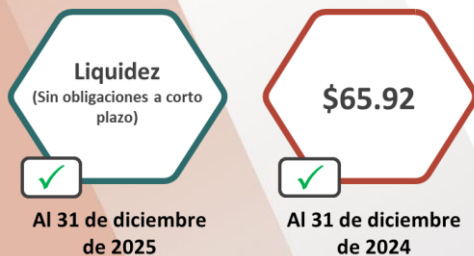 Liquidez
(Sin obligaciones a corto
plazo)
$65.92
Al 31 de diciembre
de 2025
Al 31 de diciembre
de 2024